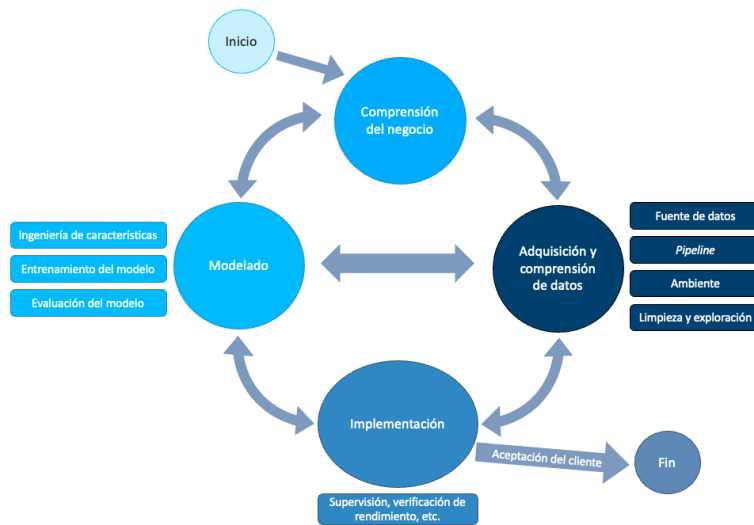 Inicio
Comprensión
del negocio
Ingeniería de características
Entrenamiento del modelo
Evaluación del modelo
Modelado
Adquisición y
comprensión
de datos
Fuente de datos
Pipeline
Ambiente
Limpieza y exploración
Implementación
Aceptación del cliente
Fin
Supervisión, verificación de
rendimiento, etc.